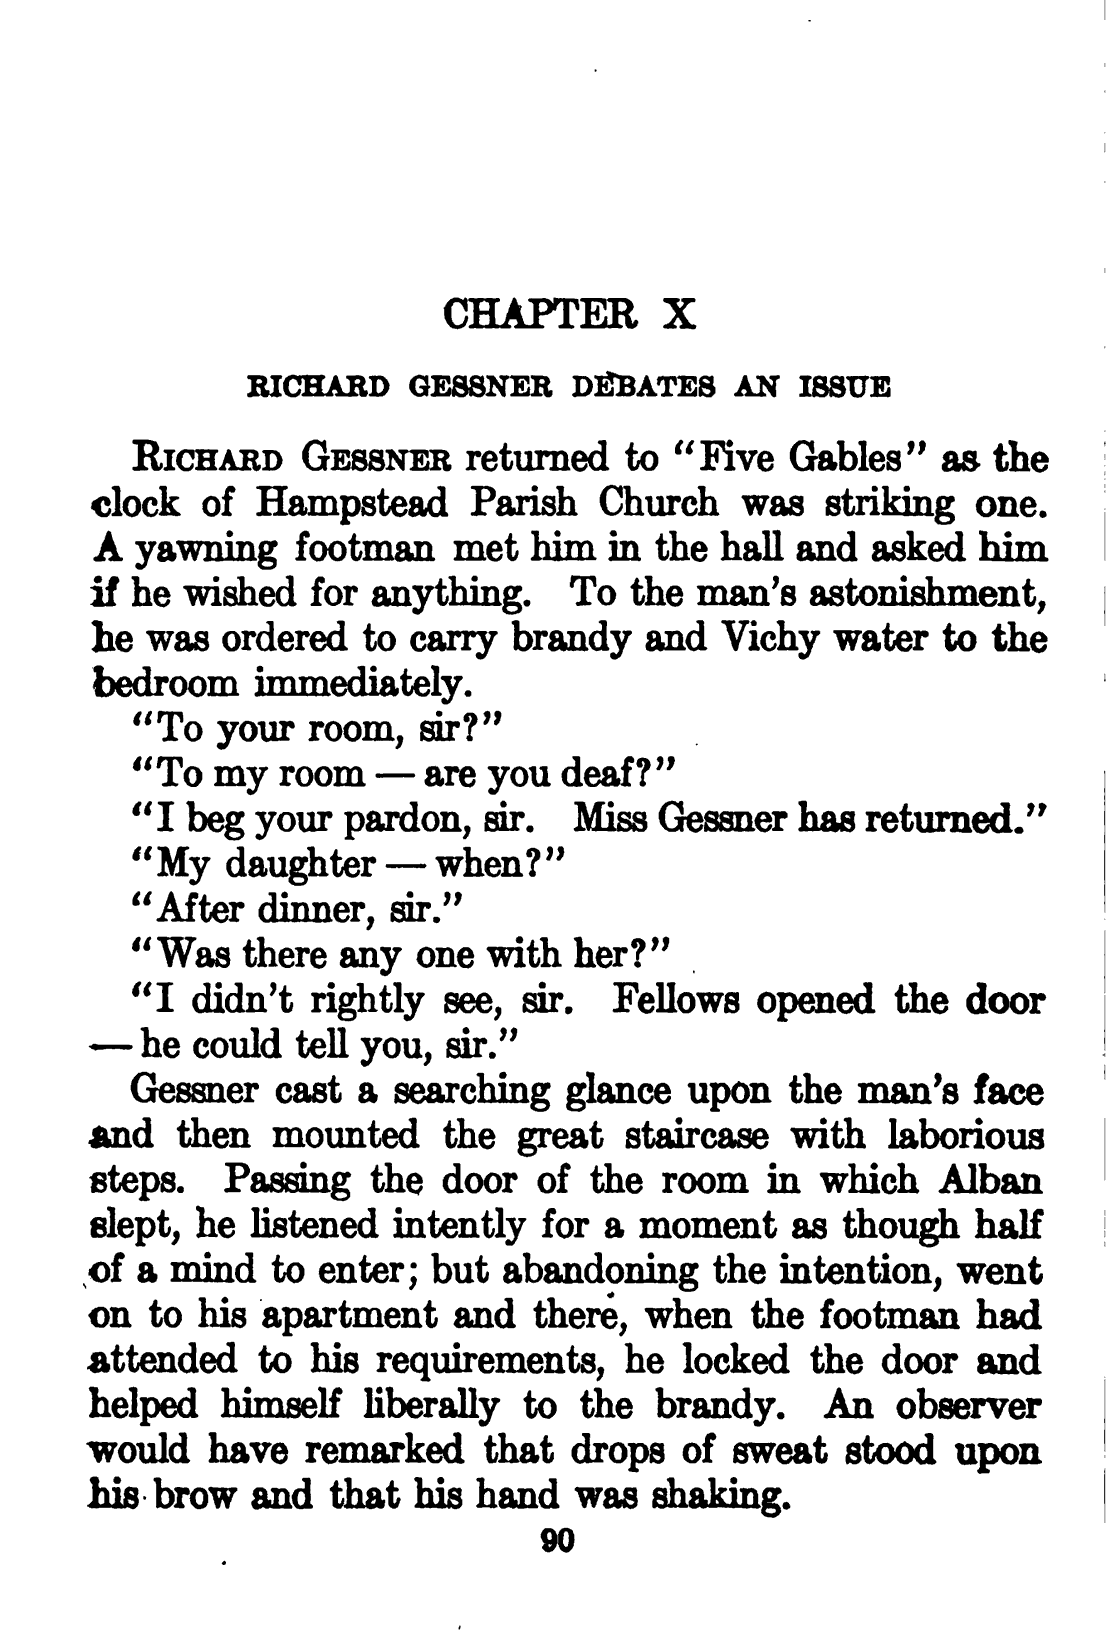 CHAPTER X
RICHARD GESSNER DEBATES AN ISSUE
RICHARD GESSNER returned to "Five Gables" as the
clock of Hampstead Parish Church was striking one.
A yawning footman met him in the hall and asked him
if he wished for anything. To the man's astonishment,
he was ordered to carry brandy and Vichy water to the
bedroom immediately.
"To your room, sir?"
"To my room — are you deaf?"
"I beg your pardon, sir. Miss Gessner has returned."
"My daughter — when?"
"After dinner, sir."
"Was there any one with her?"
"I didn't rightly see, sir. Fellows opened the door
— he could tell you, sir."
Gessner cast a searching glance upon the man's face
and then mounted the great staircase with laborious
steps. Passing the door of the room in which Alban
slept, he listened intently for a moment as though half
of a mind to enter; but abandoning the intention, went
on to his apartment and there, when the footman had
attended to his requirements, he locked the door and
helped himself liberally to the brandy. An observer
would have remarked that drops of sweat stood upon
his brow and that his hand was shaking.
90